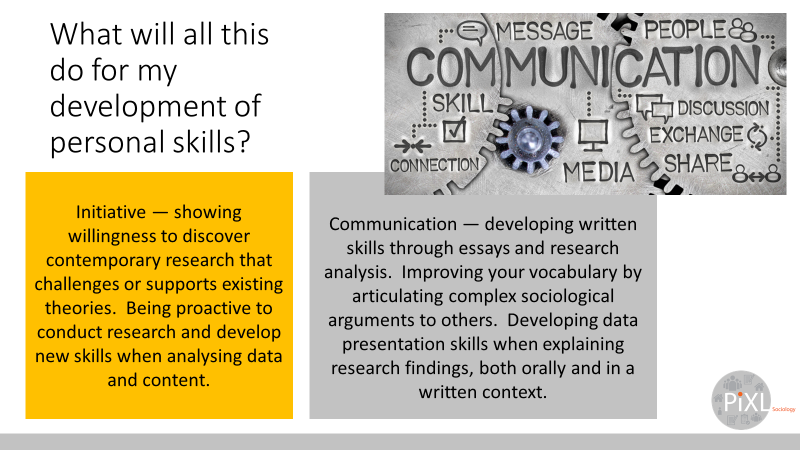 What will all this
do for my
development of
personal skills?
MESSAGE
PEOPLE
COMMUNICATION
SKILL
DISCUSSION
EXCHANGE
CONNECTION
MEDIA
SHARE
Initiative — showing
willingness to discover
contemporary research that
challenges or supports existing
theories.  Being proactive to
conduct research and develop
new skills when analysing data
and content.
Communication — developing written
skills through essays and research
analysis.  Improving your vocabulary by
articulating complex sociological
arguments to others.  Developing data
presentation skills when explaining
research findings, both orally and in a
written context.
PiXL
Sociology